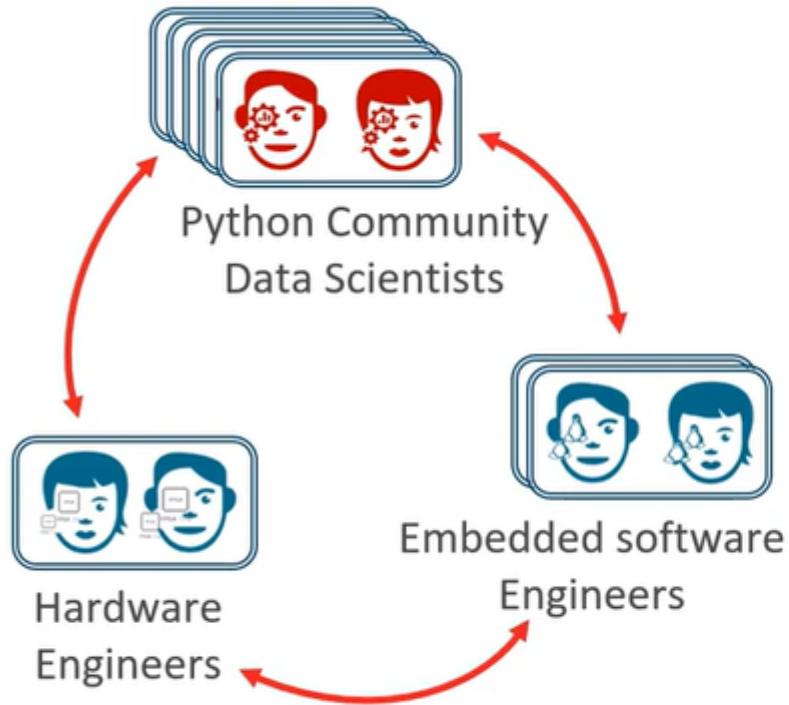 Python Community
Data Scientists
Embedded software
Engineers
Hardware
Engineers